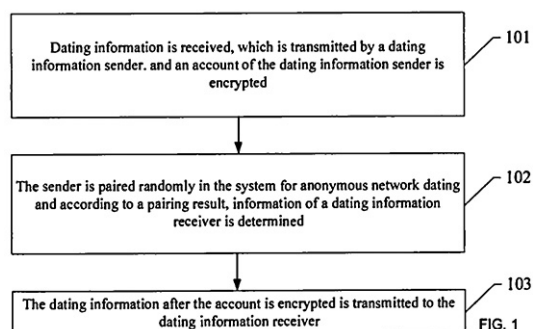 Dating information is received, which is transmitted by a dating
information sender. and an account of the dating information sender is
encrypted
101
The sender is paired randomly in the system for anonymous network dating
and according to a pairing result, information of a dating information
receiver is determined
102
The dating information after the account is encrypted is transmitted to the
dating information receiver
103
FIG. 1